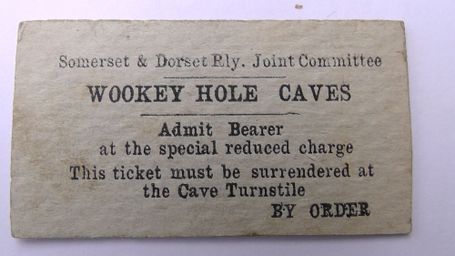 Somerset & Dorset Rly. Joint Committee
WOOKEY HOLE CAVES
Admit Bearer
at the special reduced charge
This ticket must be surrendered at
the Cave Turnstile
BY ORDER